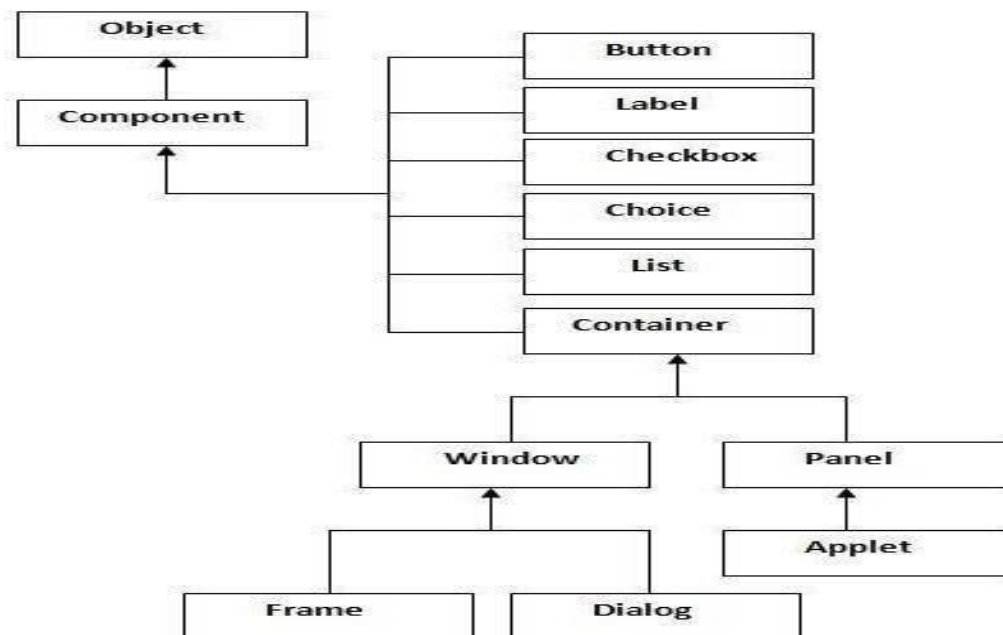 Object
Button
Component
Label
Checkbox
Choice
List
Container
Window
Panel
Applet
Frame
Dialog